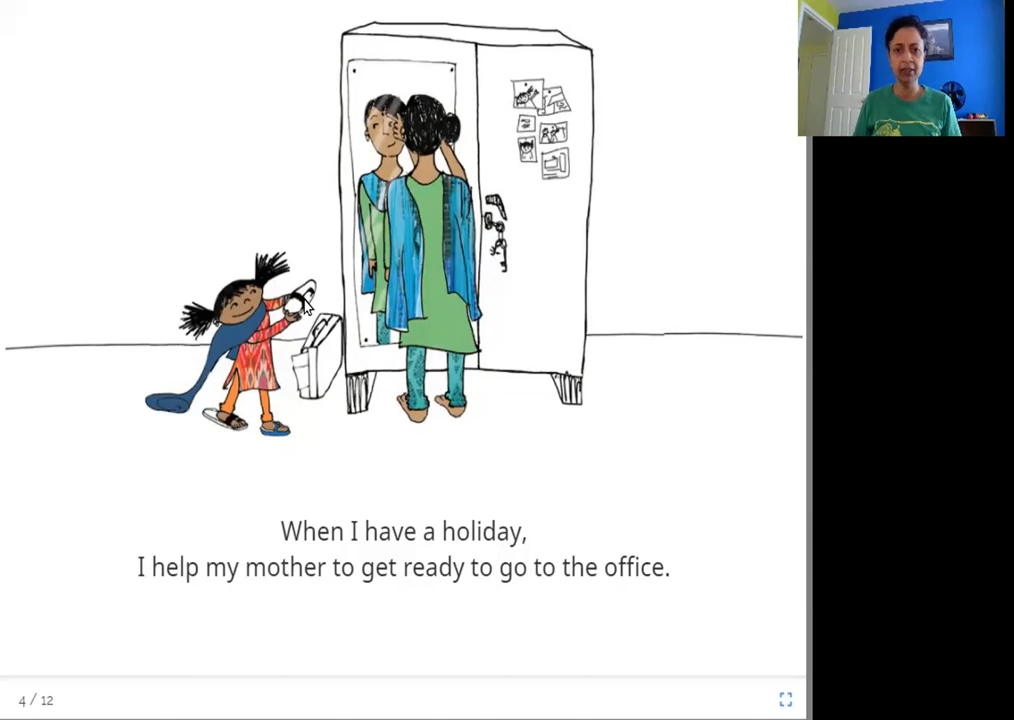 When I have a holiday,
I help my mother to get ready to go to the office.
4 / 12